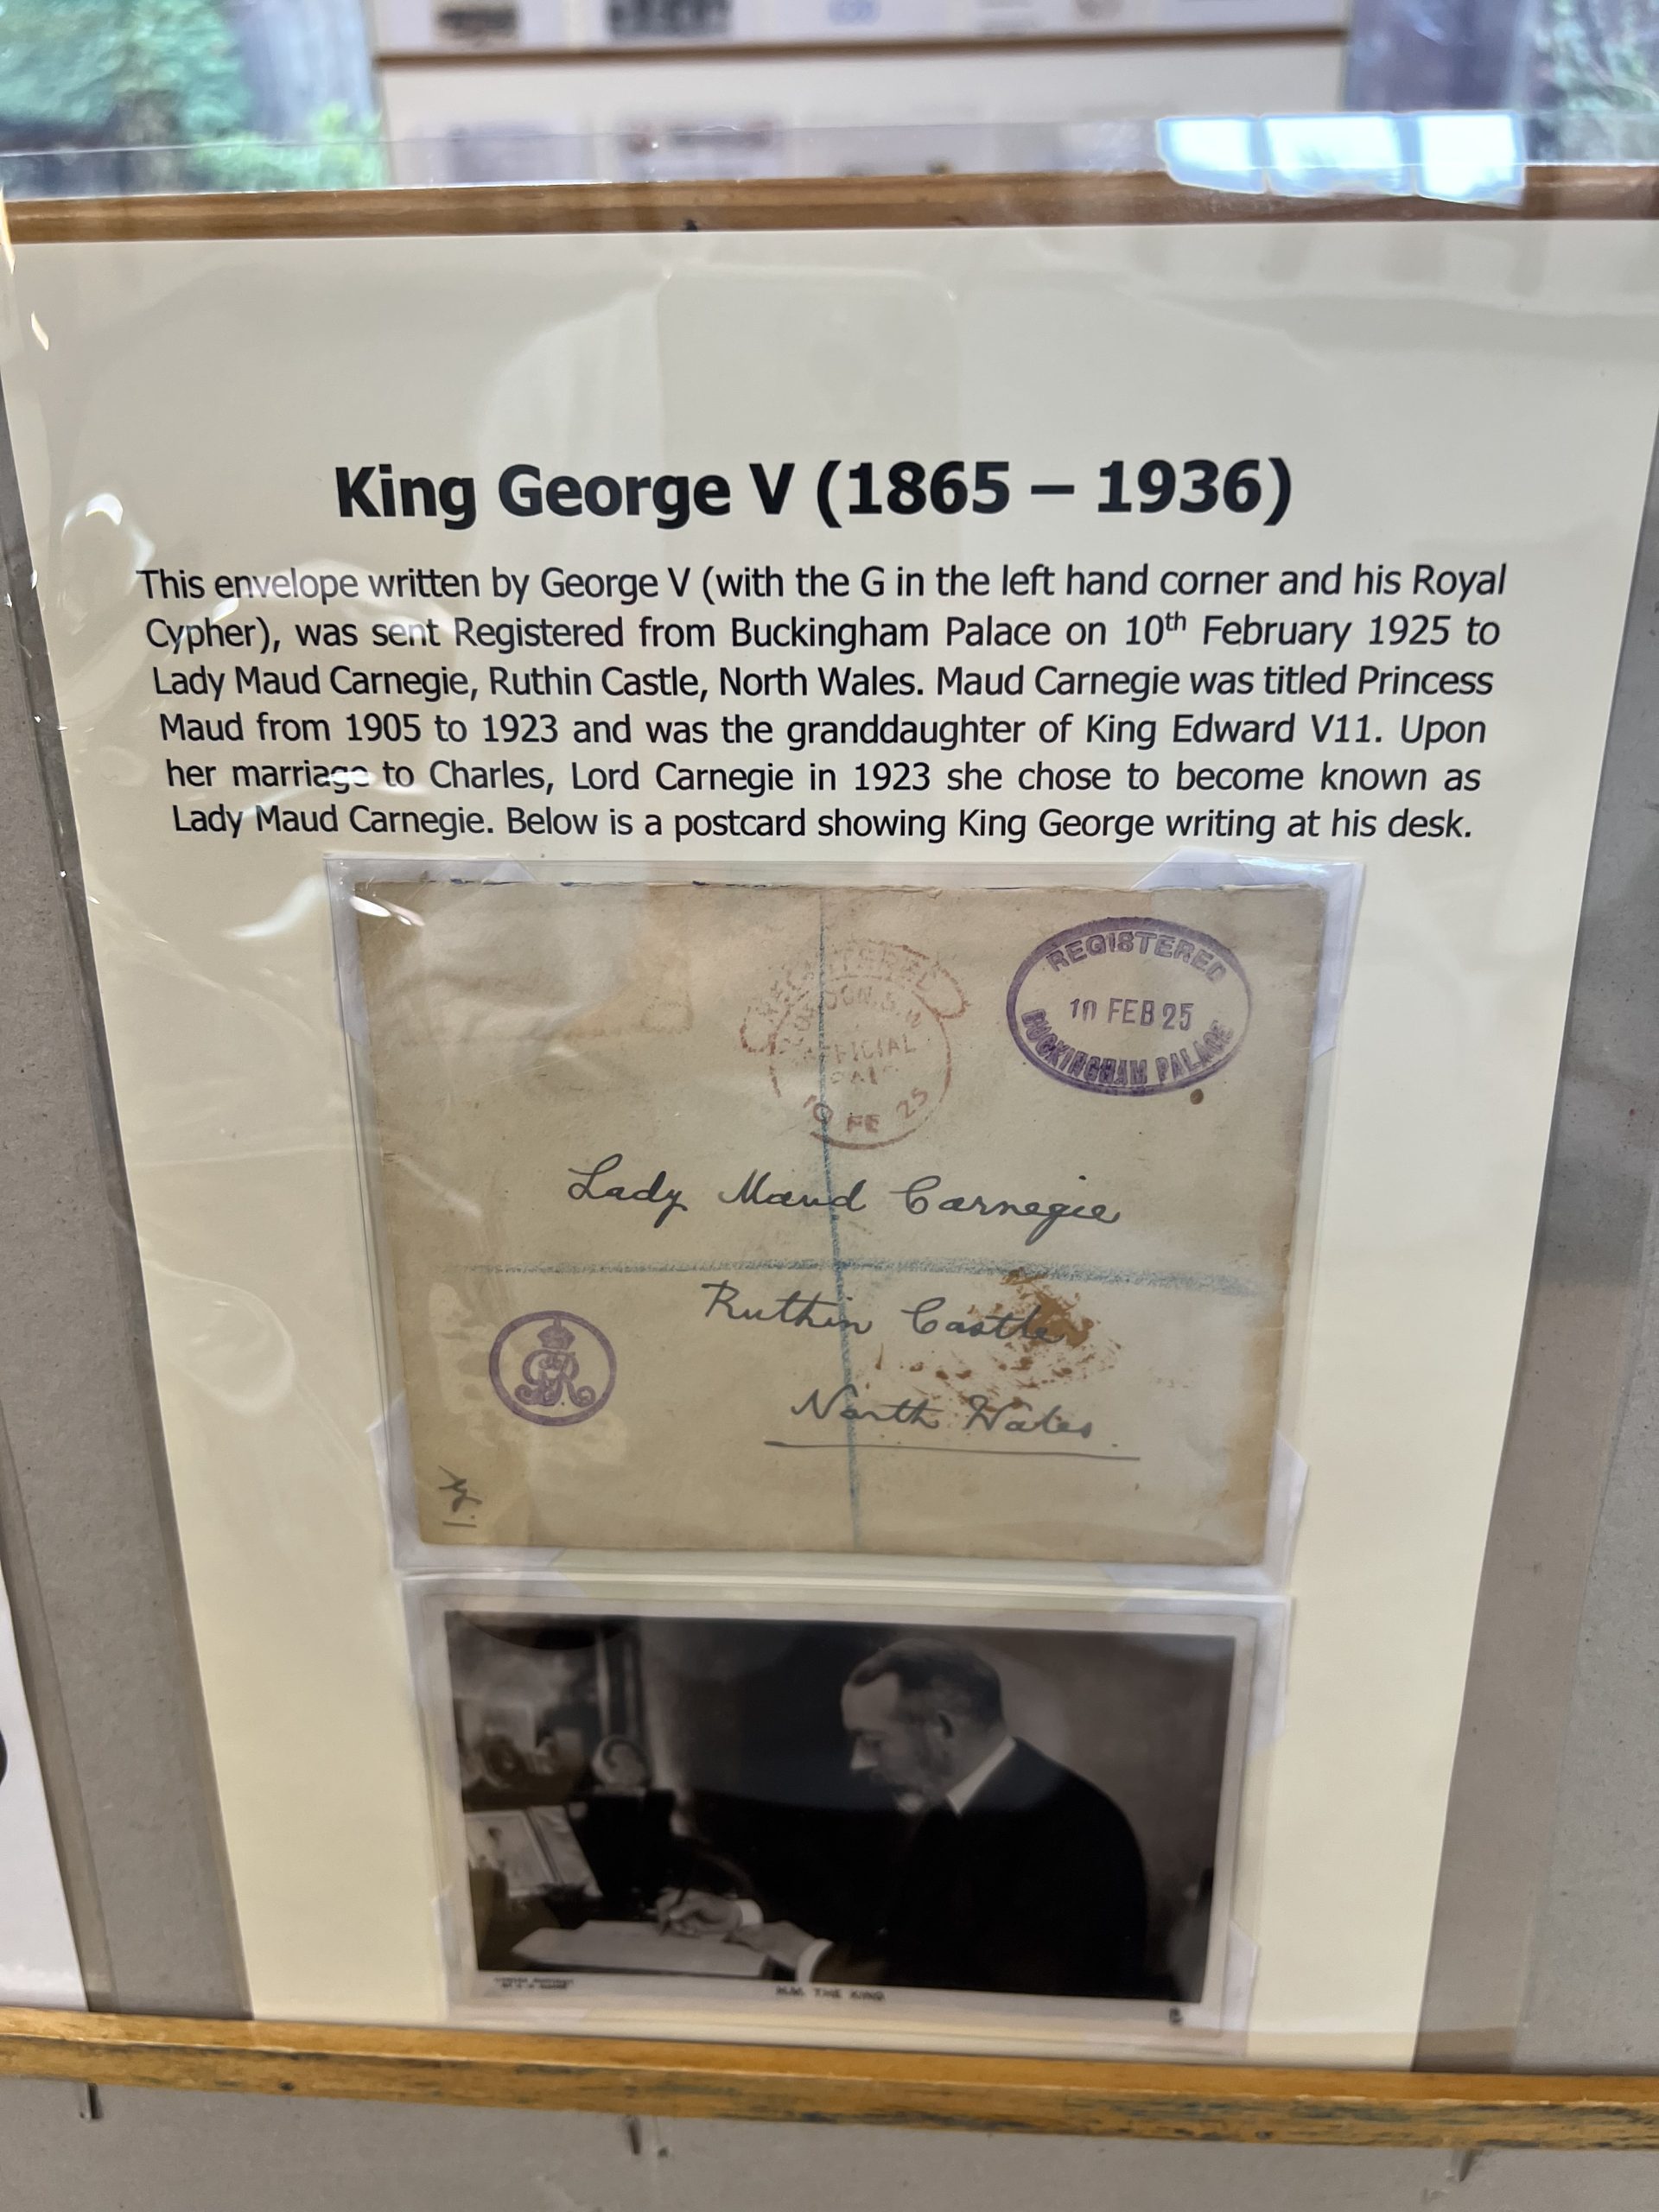 King George V (1865 – 1936)
This envelope written by George V (with the G in the left hand corner and his Royal
Cypher), was sent Registered from Buckingham Palace on 10th February 1925 to
Lady Maud Carnegie, Ruthin Castle, North Wales. Maud Carnegie was titled Princess
Maud from 1905 to 1923 and was the granddaughter of King Edward V11. Upon
her marriage to Charles, Lord Carnegie in 1923 she chose to become known as
Lady Maud Carnegie. Below is a postcard showing King George writing at his desk.
REGISTERED
LONDON. S.W
OFFICIAL
PAID
10 FE 25
REGISTERED
10 FEB 25
BUCKINGHAM PALACE
Lady Maud Carnegie
Ruthin Castle
North Wales.
GR
H.M. THE KING